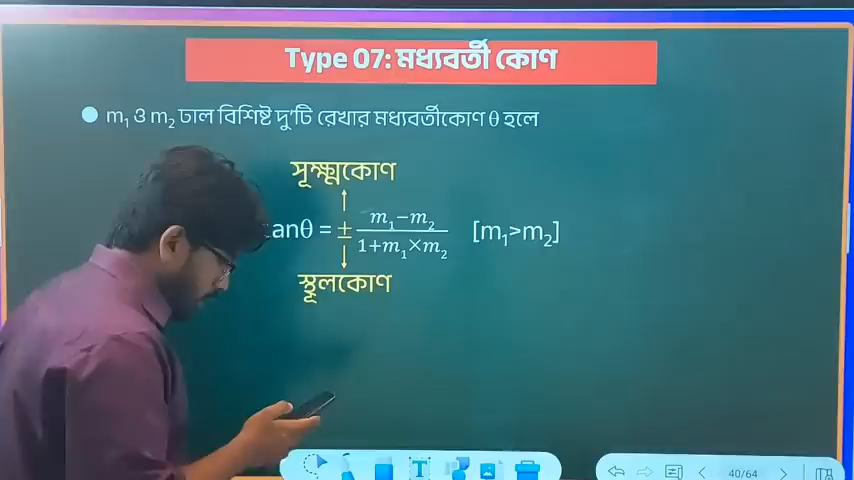 Type 07: মধ্যবর্তী কোণ
m₁ ও m₂ ঢাল বিশিষ্ট দু'টি রেখার মধ্যবর্তীকোণ θ হলে
সূক্ষ্মকোণ
tanθ = ± (m₁−m₂)/(1+m₁×m₂) [m₁>m₂]
স্থূলকোণ
T
40/64